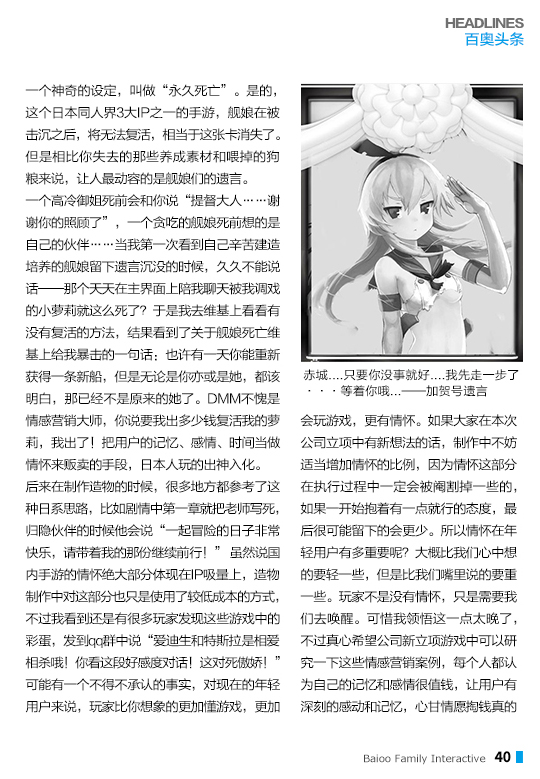 HEADLINES
百奥头条
一个神奇的设定，叫做“永久死亡”。是的，
这个日本同人界3大IP之一的手游，舰娘在被
击沉之后，将无法复活，相当于这张卡消失了。
但是相比你失去的那些养成素材和喂掉的狗
粮来说，让人最动容的是舰娘们的遗言。
一个高冷御姐死前会和你说“提督大人……谢
谢你的照顾了”，一个贪吃的舰娘死前想的是
自己的伙伴……当我第一次看到自己辛苦建造
培养的舰娘留下遗言沉没的时候，久久不能说
话——那个天天在主界面上陪我聊天被我调戏
的小萝莉就这么死了？于是我去维基上看看有
没有复活的方法，结果看到了关于舰娘死亡维
基上给我暴击的一句话；也许有一天你能重新
获得一条新船，但是无论是你亦或是她，都该
明白，那已经不是原来的她了。DMM不愧是
情感营销大师，你说要我出多少钱复活我的萝
莉，我出了！把用户的记忆、感情、时间当做
情怀来贩卖的手段，日本人玩的出神入化。
后来在制作造物的时候，很多地方都参考了这
种日系思路，比如剧情中第一章就把老师写死，
归隐伙伴的时候他会说“一起冒险的日子非常
快乐，请带着我的那份继续前行！” 虽然说国
内手游的情怀绝大部分体现在IP吸量上，造物
制作中对这部分也只是使用了较低成本的方式，
不过我看到还是有很多玩家发现这些游戏中的
彩蛋，发到qq群中说“爱迪生和特斯拉是相爱
相杀哦！你看这段好感度对话！这对死傲娇！”
可能有一个不得不承认的事实，对现在的年轻
用户来说，玩家比你想象的更加懂游戏，更加
赤城....只要你没事就好....我先走一步了
···等着你哦...——加贺号遗言
会玩游戏，更有情怀。如果大家在本次
公司立项中有新想法的话，制作中不妨
适当增加情怀的比例，因为情怀这部分
在执行过程中一定会被阉割掉一些的，
如果一开始抱着有一点就行的态度，最
后很可能留下的会更少。所以情怀在年
轻用户有多重要呢？大概比我们心中想
的要轻一些，但是比我们嘴里说的要重
一些。玩家不是没有情怀，只是需要我
们去唤醒。可惜我领悟这一点太晚了，
不过真心希望公司新立项游戏中可以研
究一下这些情感营销案例，每个人都认
为自己的记忆和感情很值钱，让用户有
深刻的感动和记忆，心甘情愿掏钱真的
Baioo Family Interactive 40